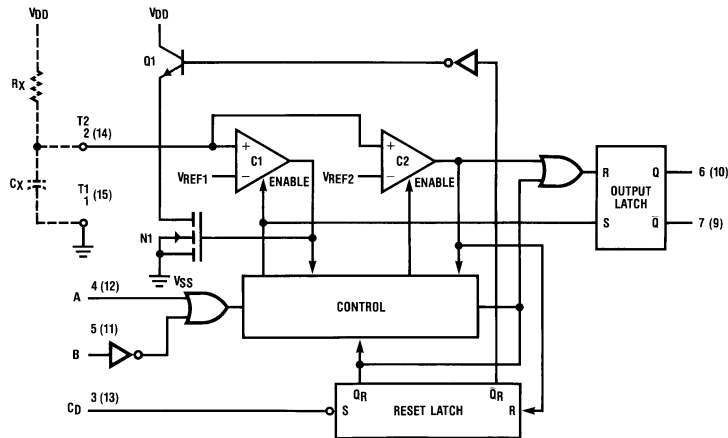 VDD
VDD
Q1
RX
T2
2 (14)
CX
T1
1 (15)
+
C1
−
VREF1
ENABLE
+
C2
−
VREF2
ENABLE
R
Q
6 (10)
OUTPUT
LATCH
S
Q̅
7 (9)
N1
VSS
4 (12)
A
5 (11)
B
CONTROL
3 (13)
CD
QR
Q̅R
S
RESET LATCH
R